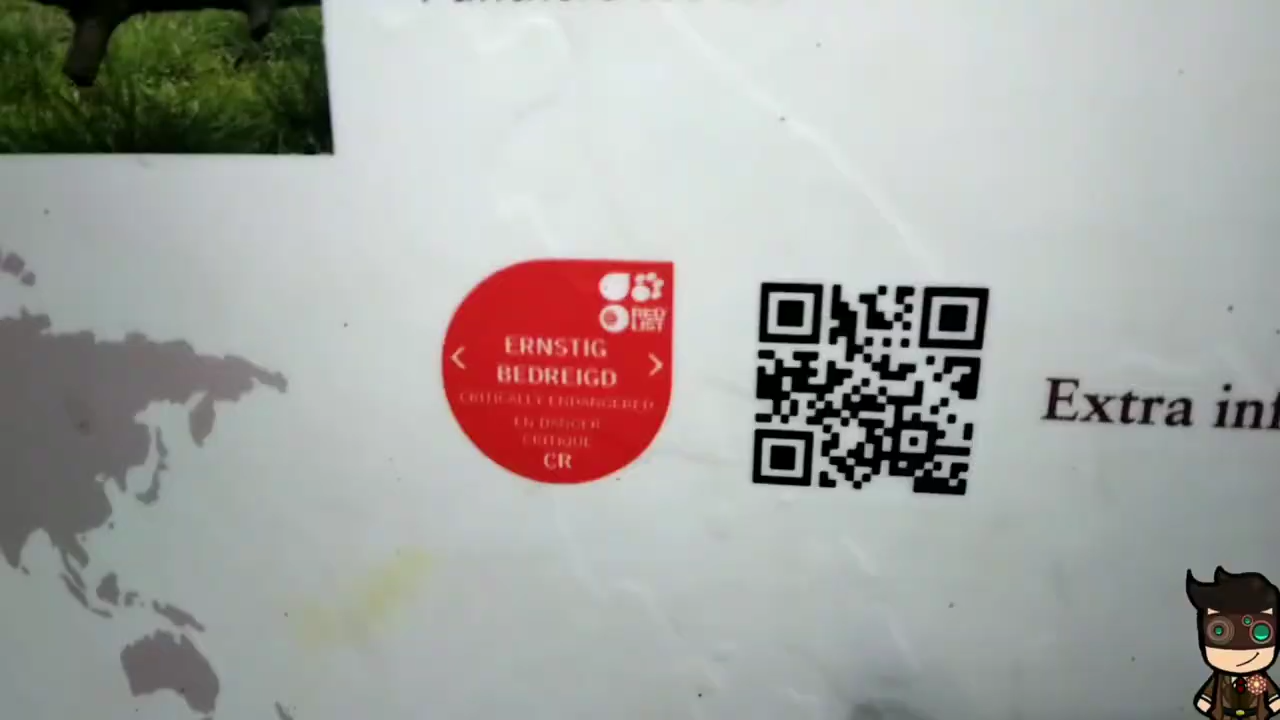 RED
LIST
ERNSTIG
BEDREIGD
CRITICALLY ENDANGERED
EN DANGER
CRITIQUE
CR
Extra inf